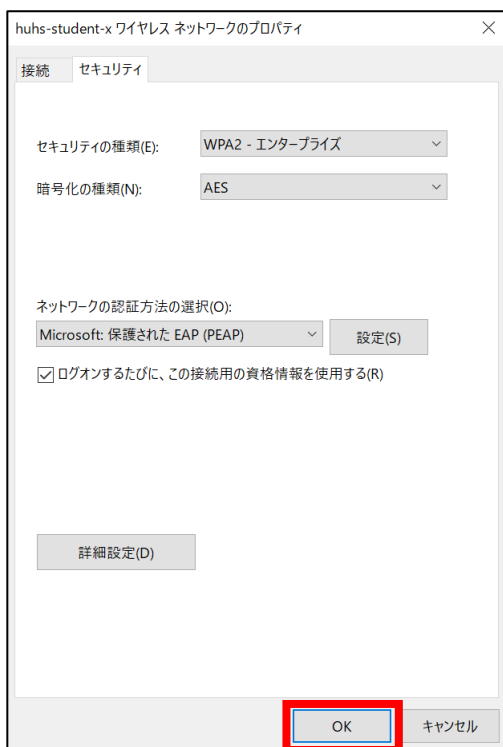 huhs-student-x ワイヤレス ネットワークのプロパティ
接続 セキュリティ
セキュリティの種類(E): WPA2 - エンタープライズ
暗号化の種類(N): AES
ネットワークの認証方法の選択(O):
Microsoft: 保護された EAP (PEAP) 設定(S)
ログオンするたびに、この接続用の資格情報を使用する(R)
詳細設定(D)
OK キャンセル